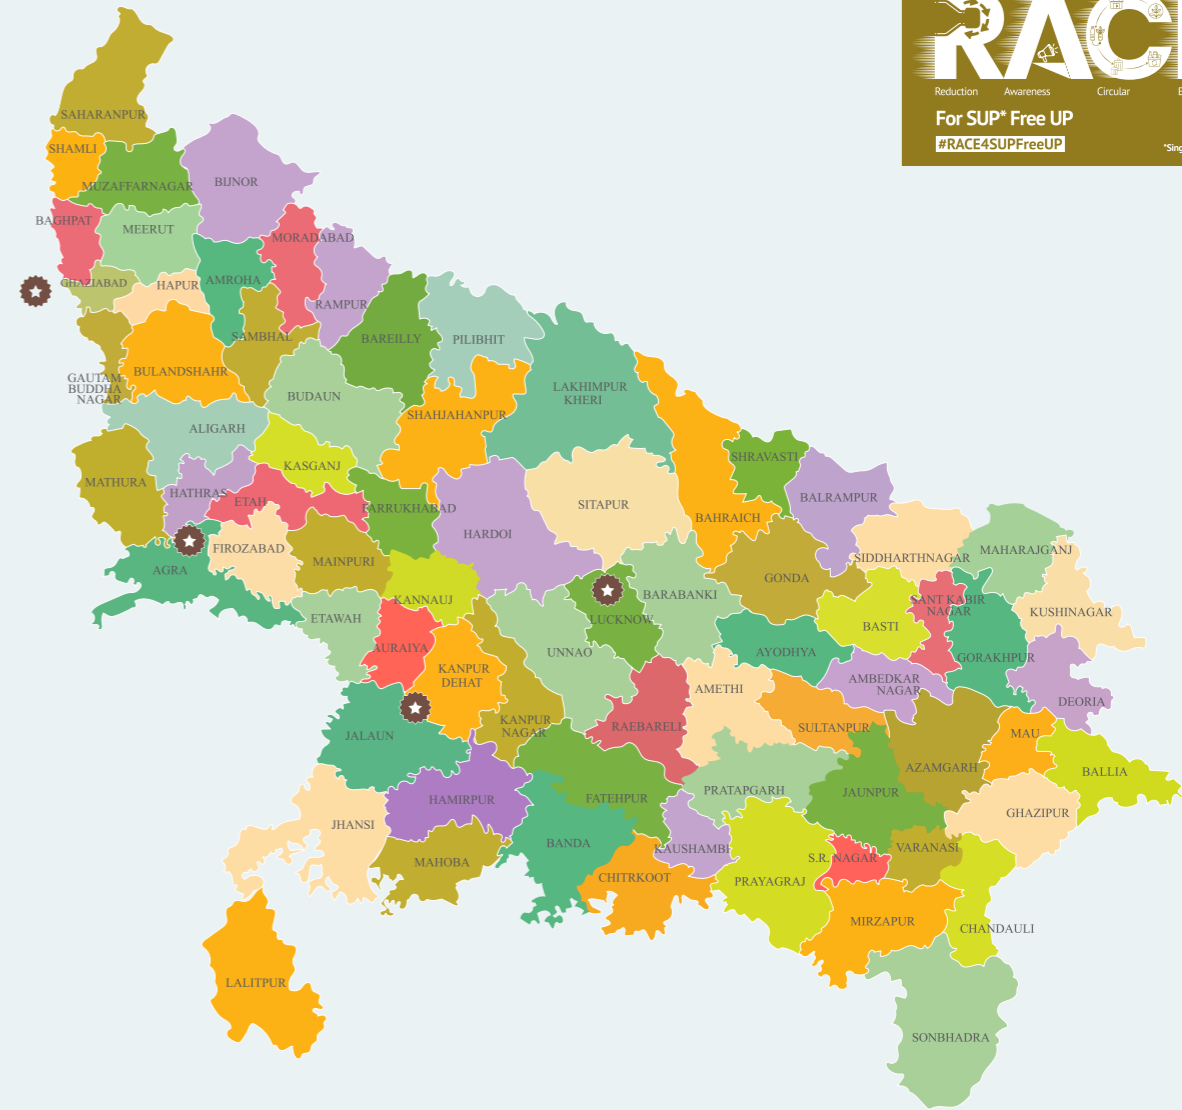 RAC
Reduction Awareness Circular
For SUP* Free UP
#RACE4SUPFreeUP
*Sing
SAHARANPUR
SHAMLI
MUZAFFARNAGAR
BIJNOR
BAGHPAT
MEERUT
MORADABAD
GHAZIABAD
HAPUR
AMROHA
RAMPUR
SAMBHAL
BAREILLY
PILIBHIT
GAUTAM
BUDDHA
NAGAR
BULANDSHAHR
BUDAUN
SHAHJAHANPUR
LAKHIMPUR
KHERI
ALIGARH
KASGANJ
SHRAVASTI
MATHURA
HATHRAS
ETAH
FARRUKHABAD
HARDOI
SITAPUR
BAHRAICH
BALRAMPUR
AGRA
FIROZABAD
MAINPURI
SIDDHARTHNAGAR
MAHARAJGANJ
KANNAUJ
GONDA
BARABANKI
SANT KABIR
NAGAR
KUSHINAGAR
ETAWAH
LUCKNOW
BASTI
AURAIYA
KANPUR
DEHAT
UNNAO
AYODHYA
GORAKHPUR
AMETHI
AMBEDKAR
NAGAR
DEORIA
JALAUN
KANPUR
NAGAR
RAEBARELI
SULTANPUR
MAU
AZAMGARH
BALLIA
HAMIRPUR
FATEHPUR
PRATAPGARH
JAUNPUR
GHAZIPUR
JHANSI
MAHOBA
BANDA
KAUSHAMBI
S.R. NAGAR
VARANASI
CHITRKOOT
PRAYAGRAJ
MIRZAPUR
CHANDAULI
LALITPUR
SONBHADRA